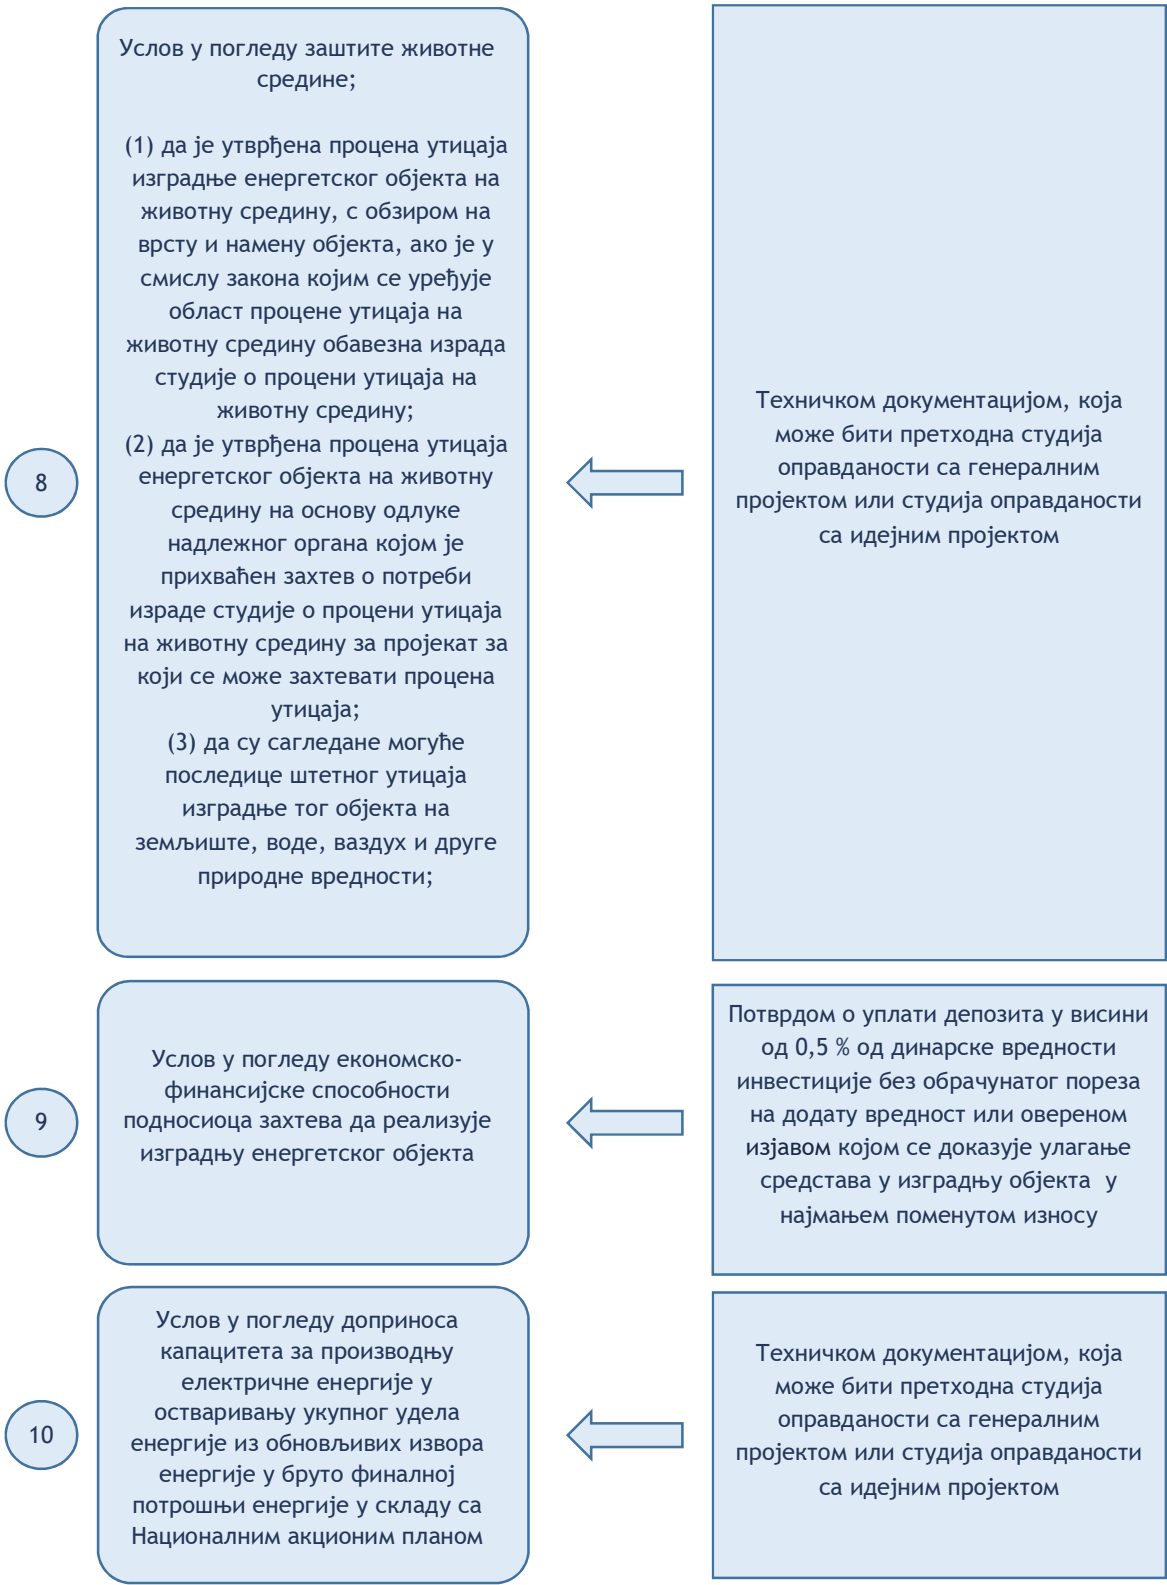 8
Услов у погледу заштите животне
средине;
(1) да је утврђена процена утицаја
изградње енергетског објекта на
животну средину, с обзиром на
врсту и намену објекта, ако је у
смислу закона којим се уређује
област процене утицаја на
животну средину обавезна израда
студије о процени утицаја на
животну средину;
(2) да је утврђена процена утицаја
енергетског објекта на животну
средину на основу одлуке
надлежног органа којом је
прихваћен захтев о потреби
израде студије о процени утицаја
на животну средину за пројекат за
који се може захтевати процена
утицаја;
(3) да су сагледане могуће
последице штетног утицаја
изградње тог објекта на
земљиште, воде, ваздух и друге
природне вредности;
Техничком документацијом, која
може бити претходна студија
оправданости са генералним
пројектом или студија оправданости
са идејним пројектом
9
Услов у погледу економско-
финансијске способности
подносиоца захтева да реализује
изградњу енергетског објекта
Потврдом о уплати депозита у висини
од 0,5 % од динарске вредности
инвестиције без обрачунатог пореза
на додату вредност или овереном
изјавом којом се доказује улагање
средстава у изградњу објекта у
најмањем поменутом износу
10
Услов у погледу доприноса
капацитета за производњу
електричне енергије у
остваривању укупног удела
енергије из обновљивих извора
енергије у бруто финалној
потрошњи енергије у складу са
Националним акционим планом
Техничком документацијом, која
може бити претходна студија
оправданости са генералним
пројектом или студија оправданости
са идејним пројектом